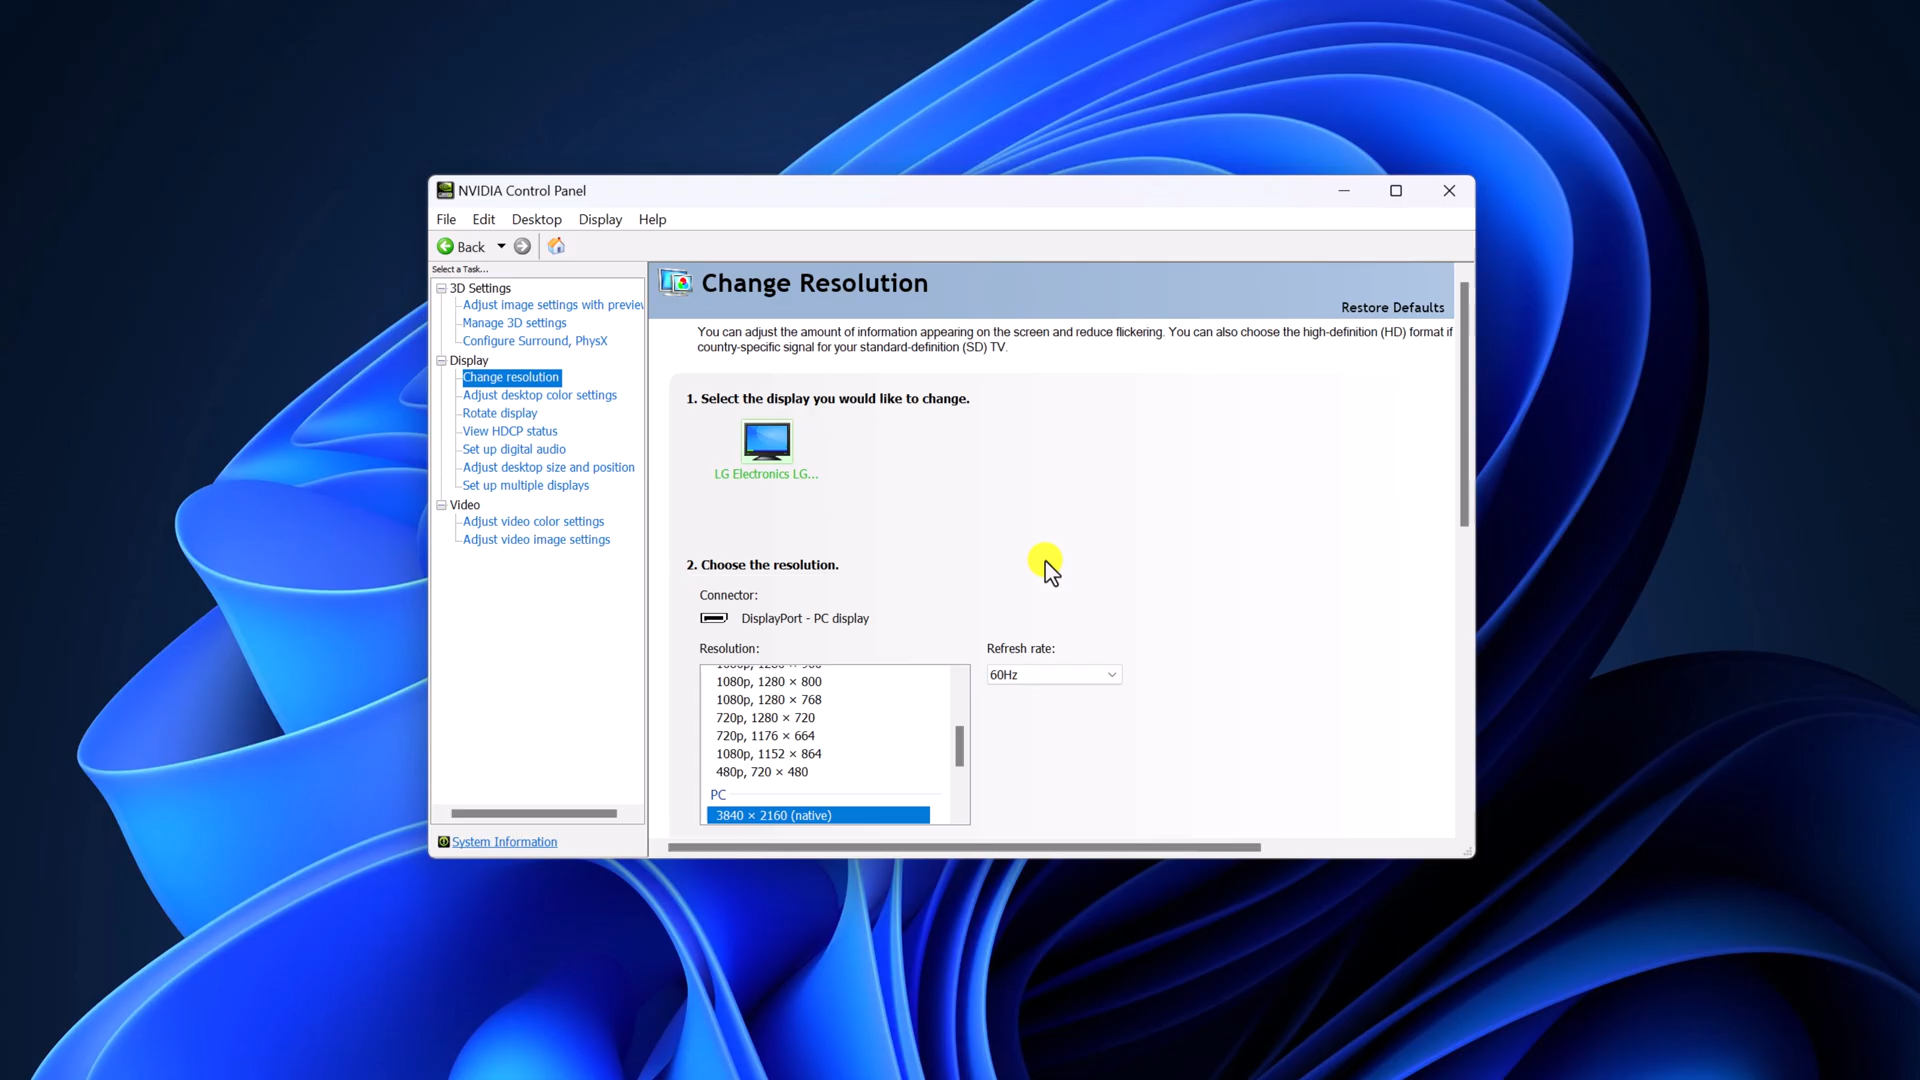 NVIDIA Control Panel
File Edit Desktop Display Help
Back
Select a Task...
3D Settings
Adjust image settings with preview
Manage 3D settings
Configure Surround, PhysX
Display
Change resolution
Adjust desktop color settings
Rotate display
View HDCP status
Set up digital audio
Adjust desktop size and position
Set up multiple displays
Video
Adjust video color settings
Adjust video image settings
System Information
Change Resolution
Restore Defaults
You can adjust the amount of information appearing on the screen and reduce flickering. You can also choose the high-definition (HD) format if
country-specific signal for your standard-definition (SD) TV.
1. Select the display you would like to change.
LG Electronics LG...
2. Choose the resolution.
Connector:
DisplayPort - PC display
Resolution:
1080p, 1280 × 800
1080p, 1280 × 768
720p, 1280 × 720
720p, 1176 × 664
1080p, 1152 × 864
480p, 720 × 480
PC
3840 × 2160 (native)
Refresh rate:
60Hz